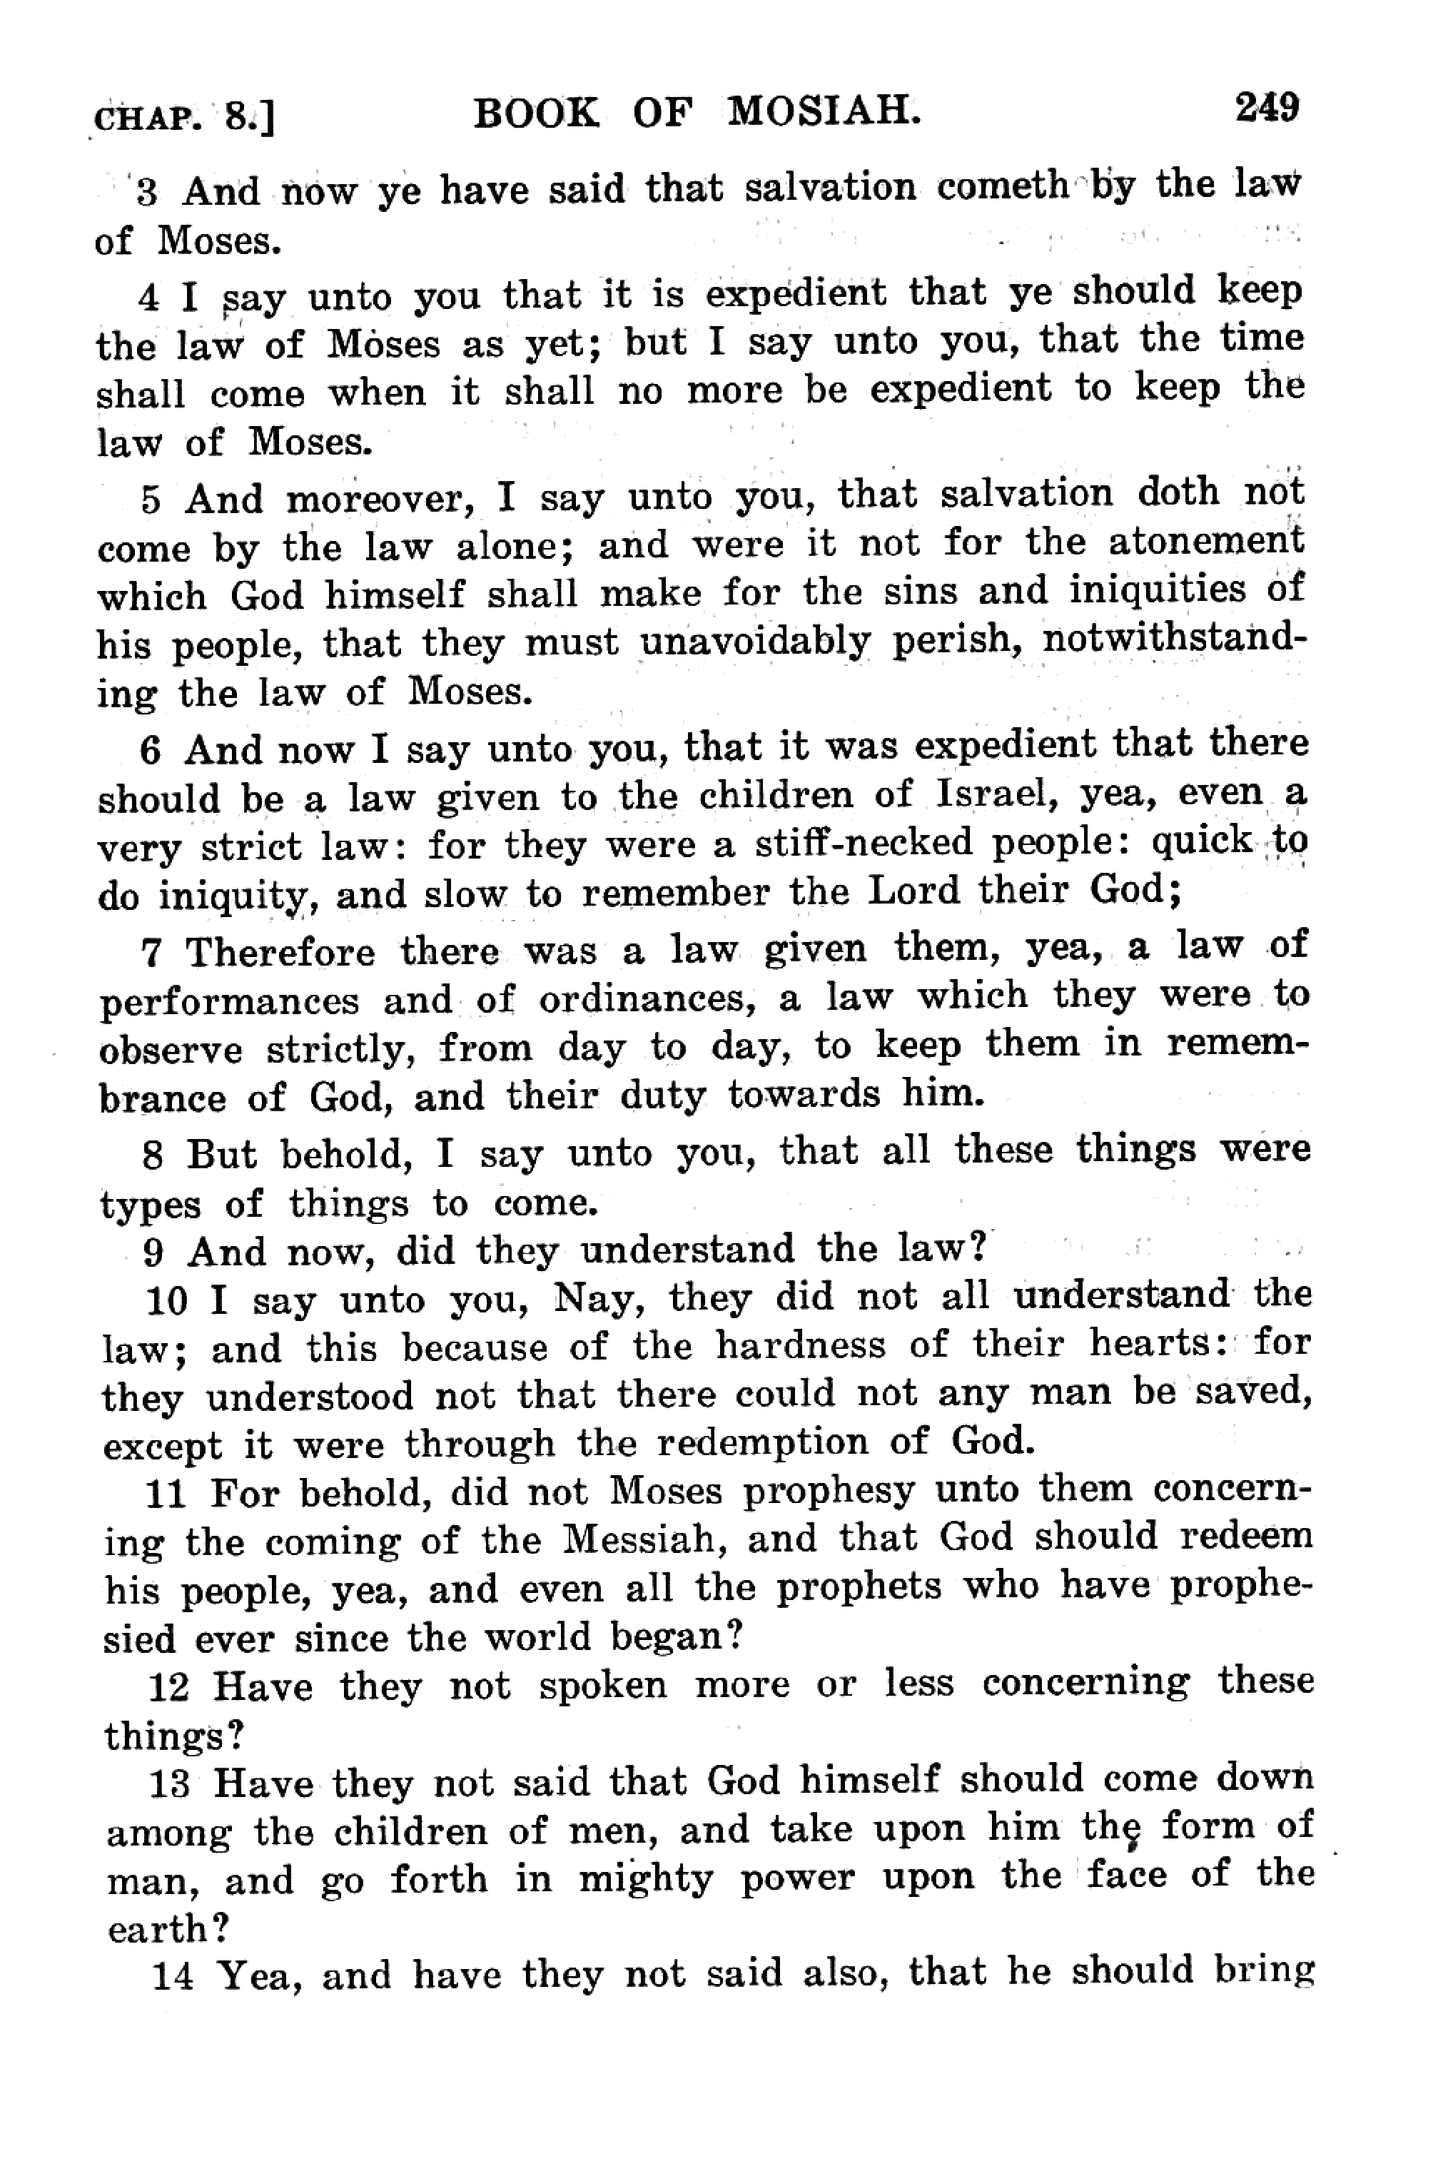 CHAP. 8.] BOOK OF MOSIAH. 249
3 And now ye have said that salvation cometh by the law
of Moses.
4 I say unto you that it is expedient that ye should keep
the law of Moses as yet; but I say unto you, that the time
shall come when it shall no more be expedient to keep the
law of Moses.
5 And moreover, I say unto you, that salvation doth not
come by the law alone; and were it not for the atonement
which God himself shall make for the sins and iniquities of
his people, that they must unavoidably perish, notwithstand-
ing the law of Moses.
6 And now I say unto you, that it was expedient that there
should be a law given to the children of Israel, yea, even a
very strict law: for they were a stiff-necked people: quick to
do iniquity, and slow to remember the Lord their God;
7 Therefore there was a law given them, yea, a law of
performances and of ordinances, a law which they were to
observe strictly, from day to day, to keep them in remem-
brance of God, and their duty towards him.
8 But behold, I say unto you, that all these things were
types of things to come.
9 And now, did they understand the law?
10 I say unto you, Nay, they did not all understand the
law; and this because of the hardness of their hearts: for
they understood not that there could not any man be saved,
except it were through the redemption of God.
11 For behold, did not Moses prophesy unto them concern-
ing the coming of the Messiah, and that God should redeem
his people, yea, and even all the prophets who have prophe-
sied ever since the world began?
12 Have they not spoken more or less concerning these
things?
13 Have they not said that God himself should come down
among the children of men, and take upon him the form of
man, and go forth in mighty power upon the face of the
earth?
14 Yea, and have they not said also, that he should bring